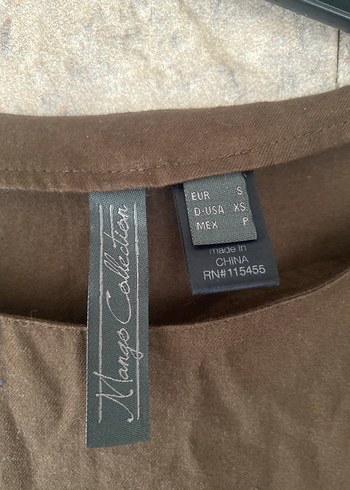 Mango Collection
EUR S
D-USA XS
MEX P
made in
CHINA
RN#115455